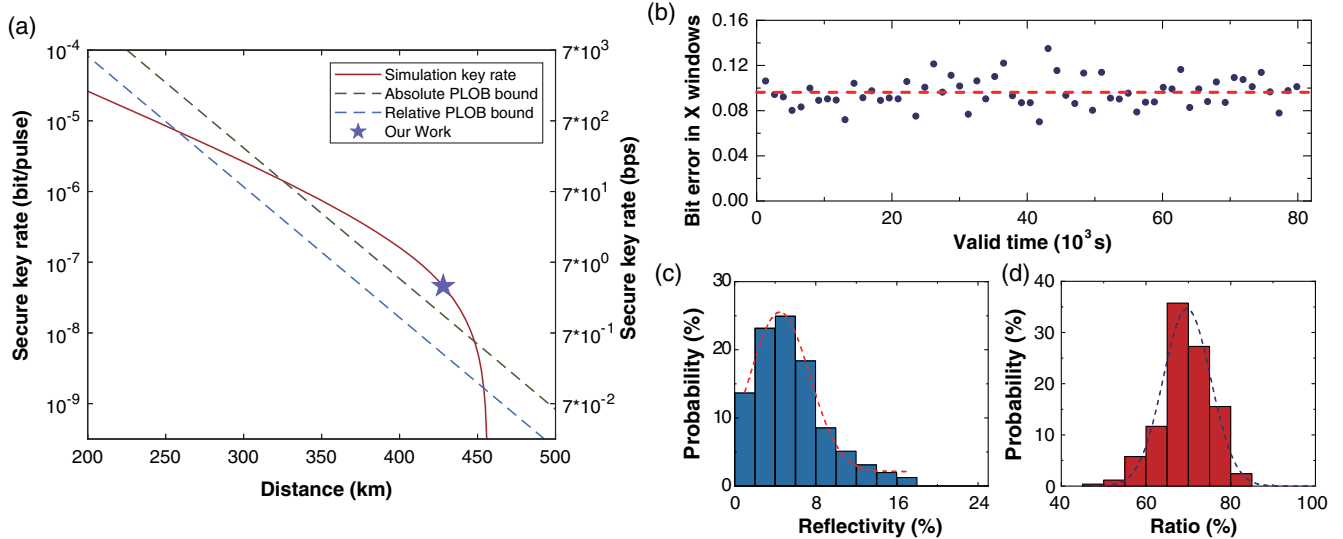 (a)
Secure key rate (bit/pulse)
10^-4
10^-5
10^-6
10^-7
10^-8
10^-9
200
250
300
350
400
450
500
Distance (km)
7*10^3
7*10^2
7*10^1
7*10^0
7*10^-1
7*10^-2
Secure key rate (bps)
Simulation key rate
Absolute PLOB bound
Relative PLOB bound
Our Work
(b)
Bit error in X windows
0.16
0.12
0.08
0.04
0.00
0
20
40
60
80
Valid time (10^3 s)
(c)
Probability (%)
30
20
10
0
0
8
16
24
Reflectivity (%)
(d)
Probability (%)
40
30
20
10
0
40
60
80
100
Ratio (%)